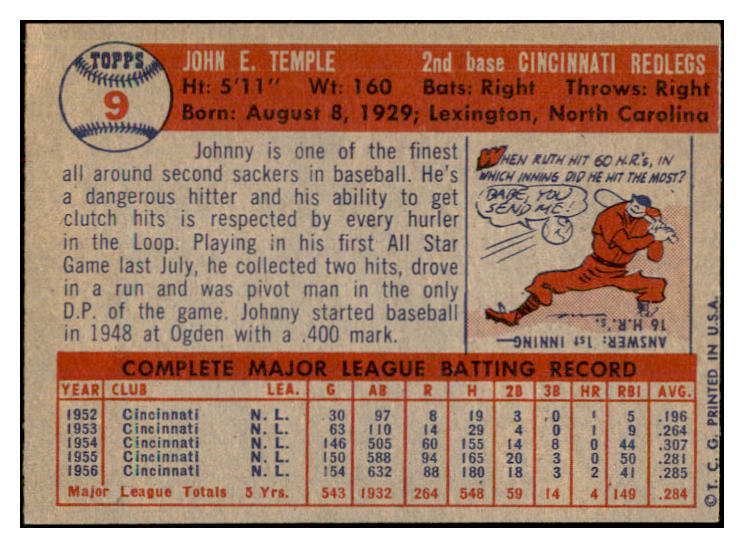 TOPPS
9
JOHN E. TEMPLE 2nd base CINCINNATI REDLEGS
Ht: 5'11" Wt: 160 Bats: Right Throws: Right
Born: August 8, 1929; Lexington, North Carolina
Johnny is one of the finest
all around second sackers in baseball. He's
a dangerous hitter and his ability to get
clutch hits is respected by every hurler
in the Loop. Playing in his first All Star
Game last July, he collected two hits, drove
in a run and was pivot man in the only
D.P. of the game. Johnny started baseball
in 1948 at Ogden with a .400 mark.
WHEN RUTH HIT 60 H.R.'s, IN
WHICH INNING DID HE HIT THE MOST?
BABE, YOU
SEND ME!
ANSWER: 1st INNING—
16 H.R.'s.
COMPLETE MAJOR LEAGUE BATTING RECORD
YEAR CLUB LEA. G AB R H 2B 3B HR RBI AVG.
1952 Cincinnati N. L. 30 97 8 19 3 0 1 5 .196
1953 Cincinnati N. L. 63 110 14 29 4 0 1 9 .264
1954 Cincinnati N. L. 146 505 60 155 14 8 0 44 .307
1955 Cincinnati N. L. 150 588 94 165 20 3 0 50 .281
1956 Cincinnati N. L. 154 632 88 180 18 3 2 41 .285
Major League Totals 5 Yrs. 543 1932 264 548 59 14 4 149 .284
© T. C. G. PRINTED IN U.S.A.